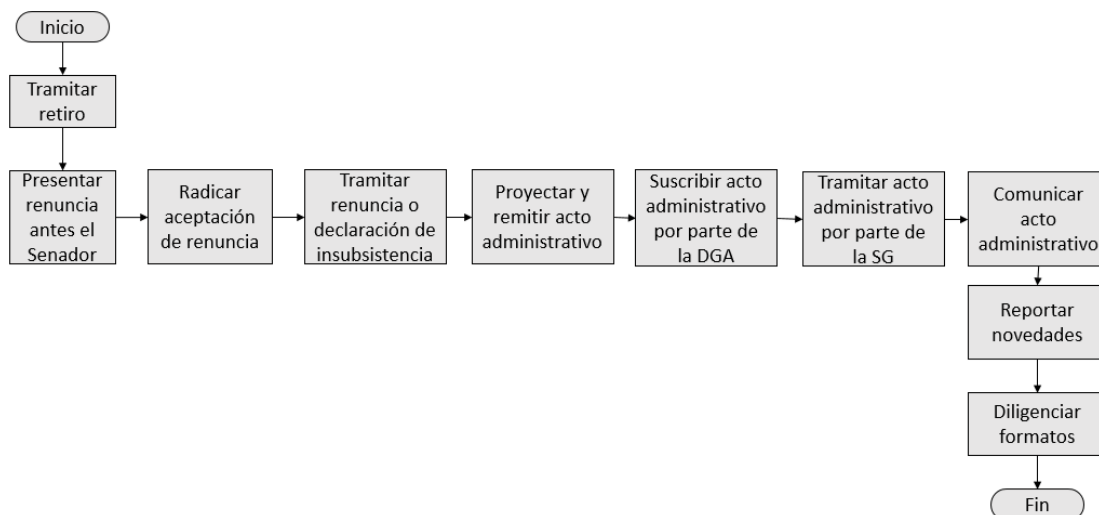 Inicio
Tramitar
retiro
Presentar
renuncia
antes el
Senador
Radicar
aceptación
de renuncia
Tramitar
renuncia o
declaración de
insubsistencia
Proyectar y
remitir acto
administrativo
Suscribir acto
administrativo
por parte de
la DGA
Tramitar acto
administrativo
por parte de
la SG
Comunicar
acto
administrativo
Reportar
novedades
Diligenciar
formatos
Fin